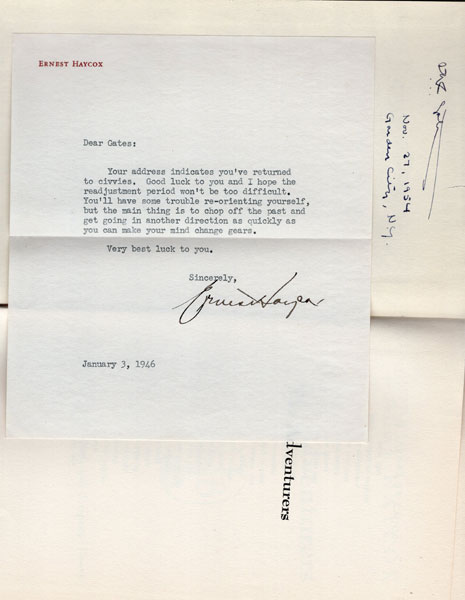 ERNEST HAYCOX
Dear Gates:
Your address indicates you've returned
to civvies. Good luck to you and I hope the
readjustment period won't be too difficult.
You'll have some trouble re-orienting yourself,
but the main thing is to chop off the past and
get going in another direction as quickly as
you can make your mind change gears.
Very best luck to you.
Sincerely,
Ernest Haycox
January 3, 1946
Nov. 27, 1954
Garden City, N.Y.
dventurers